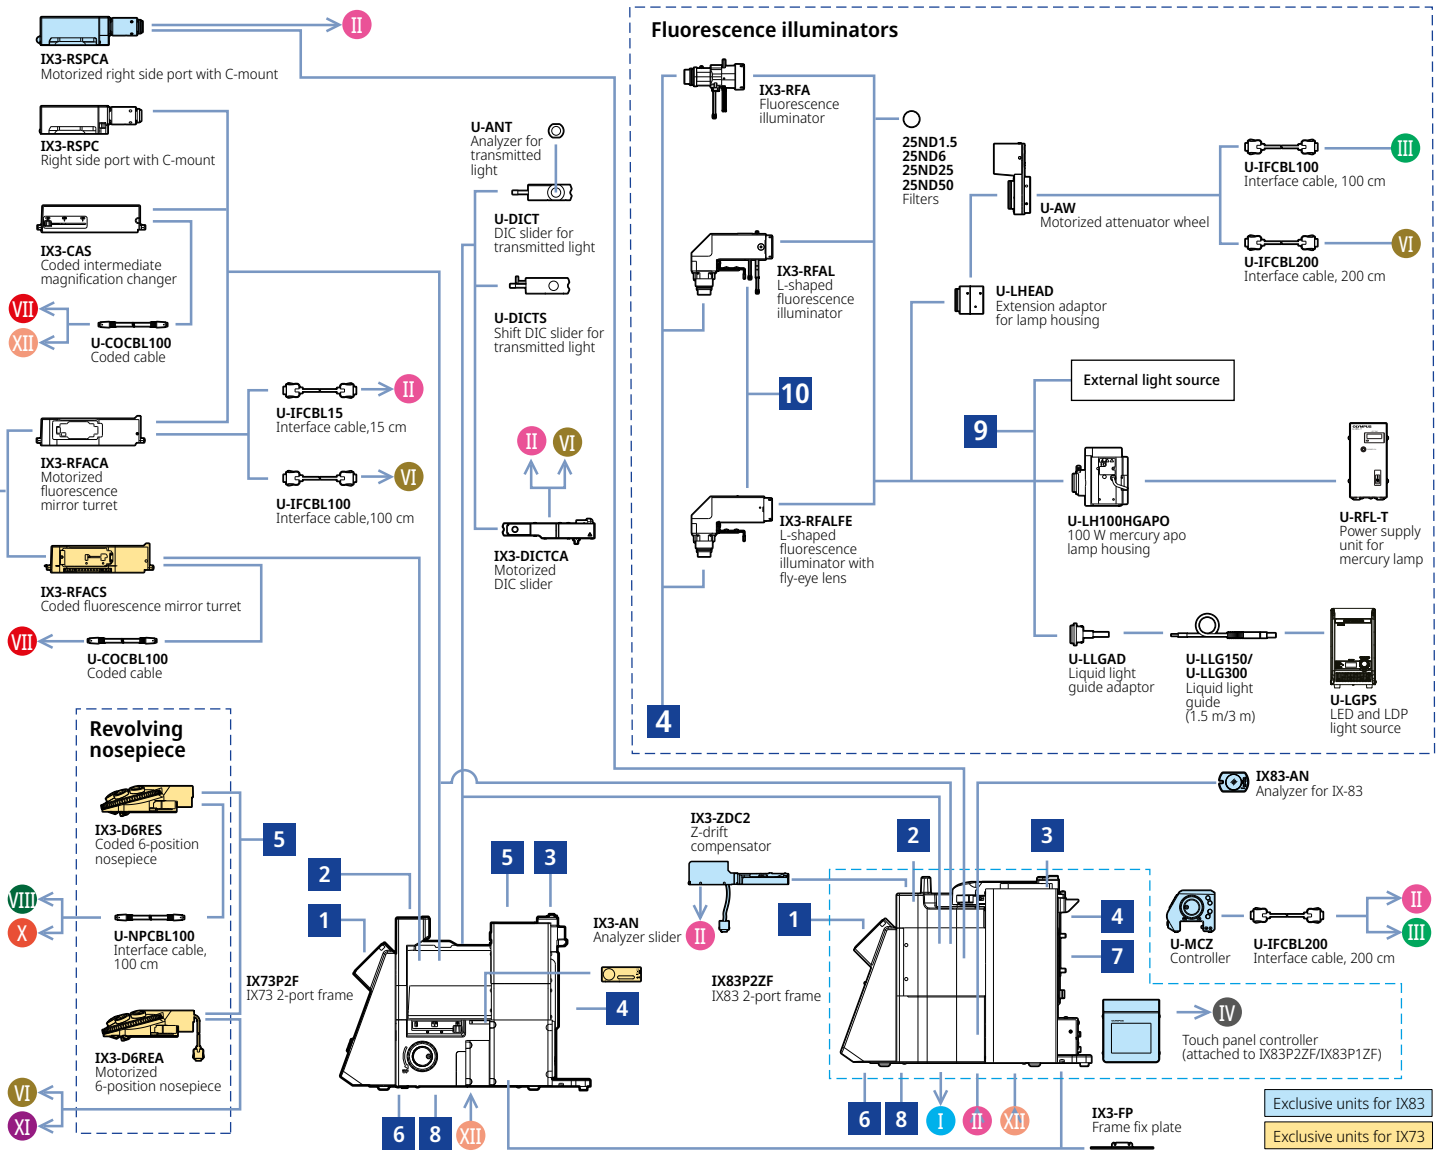 II
IX3-RSPCA
Motorized right side port with C-mount
IX3-RSPC
Right side port with C-mount
IX3-CAS
Coded intermediate
magnification changer
VII
XII
U-COCBL100
Coded cable
II
U-IFCBL15
Interface cable,15 cm
IX3-RFACA
Motorized
fluorescence
mirror turret
VI
U-IFCBL100
Interface cable,100 cm
IX3-RFACS
Coded fluorescence mirror turret
VII
U-COCBL100
Coded cable
U-ANT
Analyzer for
transmitted
light
U-DICT
DIC slider for
transmitted light
U-DICTS
Shift DIC slider for
transmitted light
II
VI
IX3-DICTCA
Motorized
DIC slider
Fluorescence illuminators
IX3-RFA
Fluorescence
illuminator
25ND1.5
25ND6
25ND25
25ND50
Filters
IX3-RFAL
L-shaped
fluorescence
illuminator
10
IX3-RFALFE
L-shaped
fluorescence
illuminator with
fly-eye lens
4
U-AW
Motorized attenuator wheel
U-IFCBL100
Interface cable, 100 cm
III
U-IFCBL200
Interface cable, 200 cm
VI
U-LHEAD
Extension adaptor
for lamp housing
External light source
9
U-LH100HGAPO
100 W mercury apo
lamp housing
OLYMPUS
U-RFL-T
Power supply
unit for
mercury lamp
U-LLGAD
Liquid light
guide adaptor
U-LLG150/
U-LLG300
Liquid light
guide
(1.5 m/3 m)
U-LGPS
LED and LDP
light source
Revolving
nosepiece
IX3-D6RES
Coded 6-position
nosepiece
5
VIII
X
U-NPCBL100
Interface cable,
100 cm
IX3-D6REA
Motorized
6-position nosepiece
VI
XI
2
1
5
3
IX73P2F
IX73 2-port frame
IX3-AN
Analyzer slider
4
6
8
XII
IX3-ZDC2
Z-drift
compensator
II
IX83P2ZF
IX83 2-port frame
2
1
3
4
7
IX83-AN
Analyzer for IX-83
U-MCZ
Controller
U-IFCBL200
Interface cable, 200 cm
II
III
IV
Touch panel controller
(attached to IX83P2ZF/IX83P1ZF)
6
8
I
II
XII
IX3-FP
Frame fix plate
Exclusive units for IX83
Exclusive units for IX73